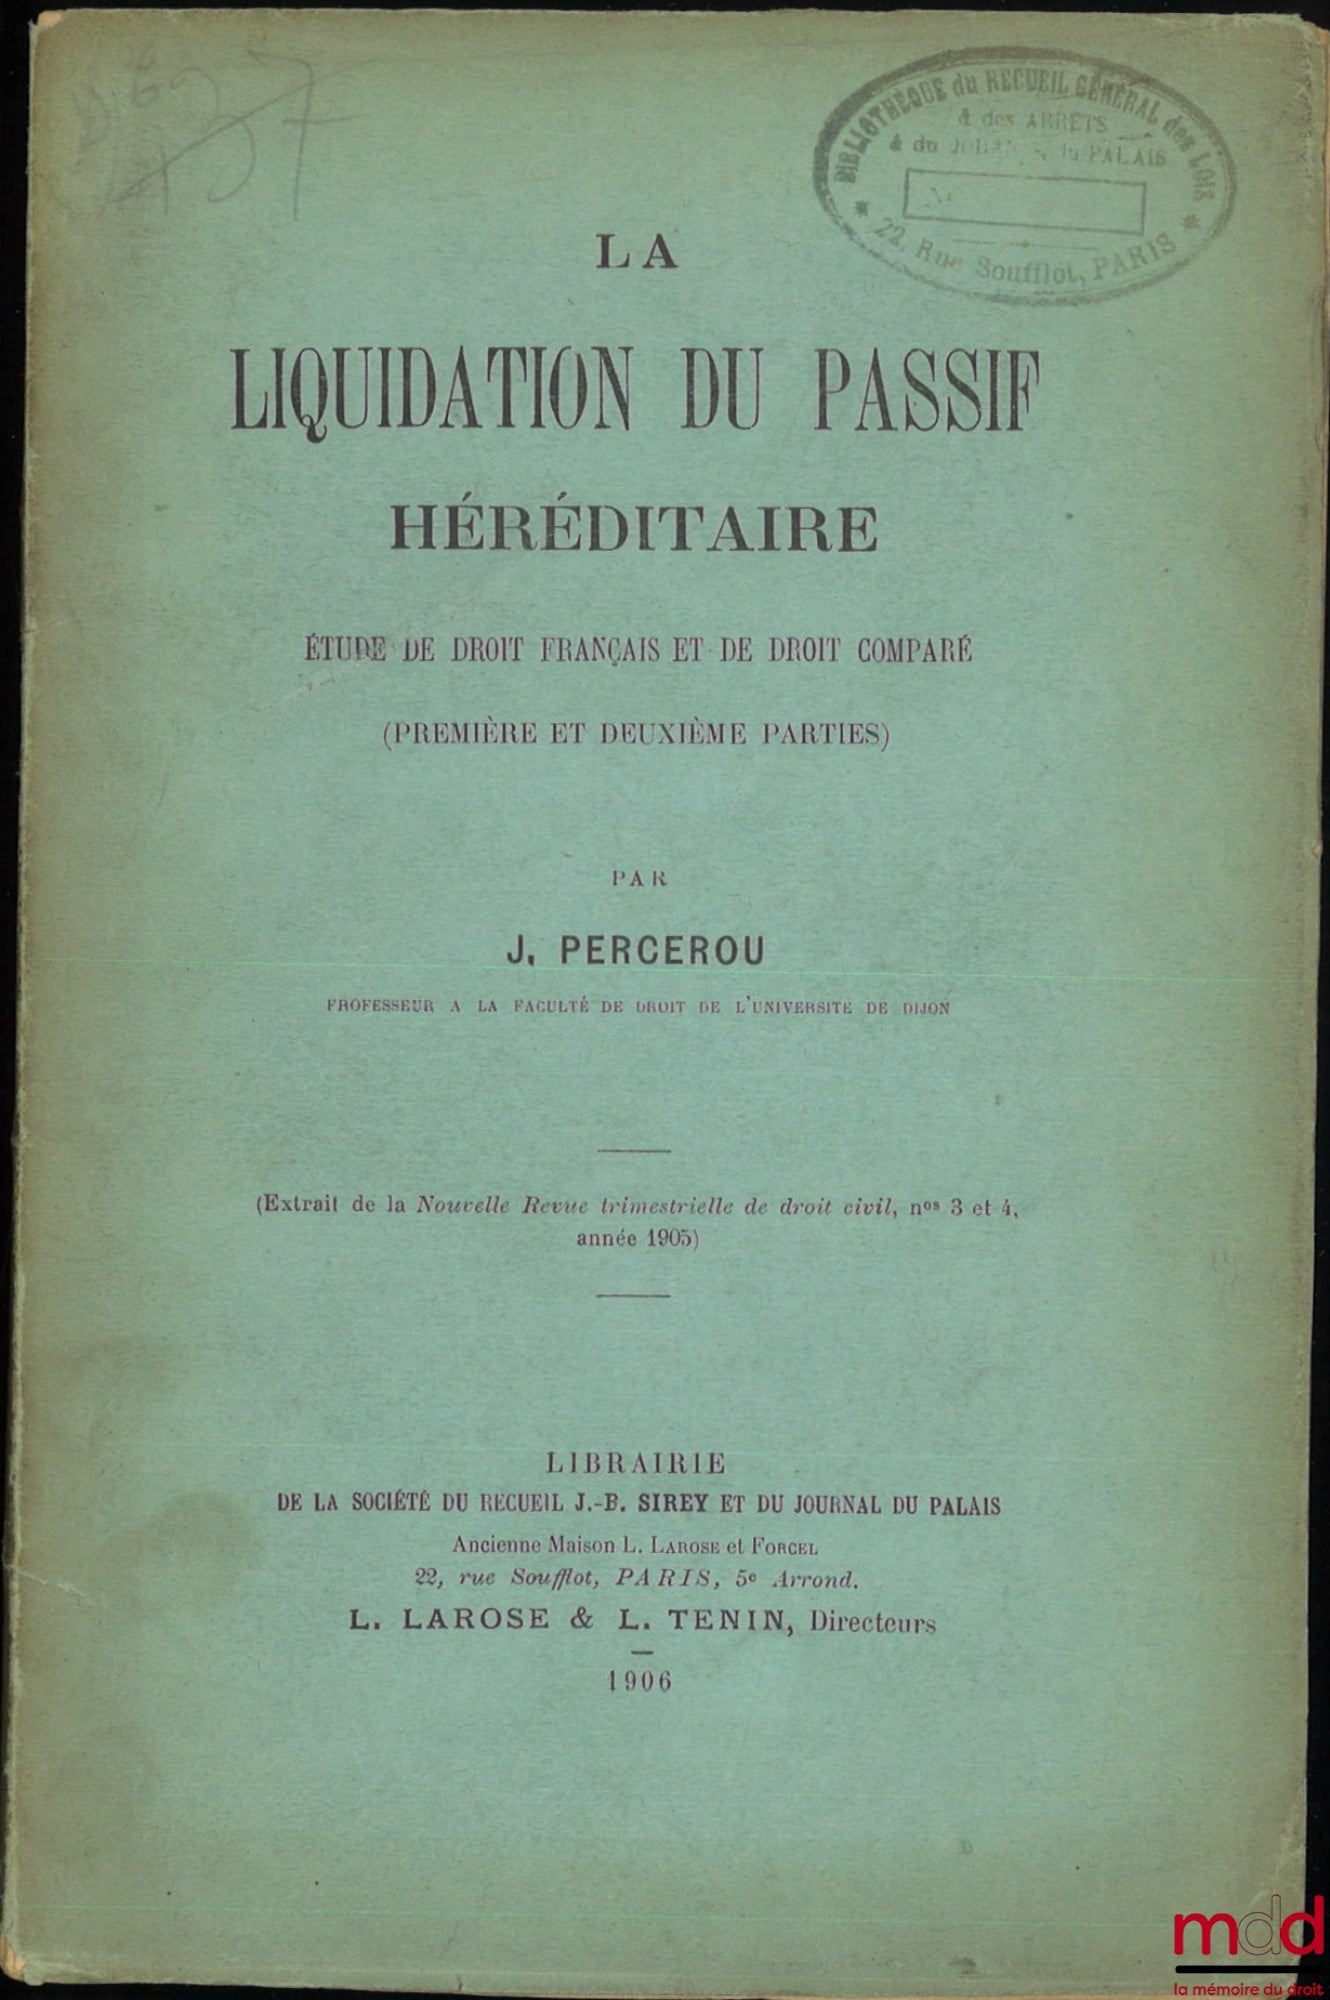 BIBLIOTHÈQUE du RECUEIL GÉNÉRAL des LOIS
& des ARRÊTS
& du PALAIS
22, Rue Soufflot, PARIS
LA
LIQUIDATION DU PASSIF
HÉRÉDITAIRE
ÉTUDE DE DROIT FRANÇAIS ET DE DROIT COMPARÉ
(PREMIÈRE ET DEUXIÈME PARTIES)
PAR
J. PERCEROU
PROFESSEUR A LA FACULTÉ DE DROIT DE L'UNIVERSITÉ DE DIJON
(Extrait de la Nouvelle Revue trimestrielle de droit civil, nos 3 et 4,
année 1905)
LIBRAIRIE
DE LA SOCIÉTÉ DU RECUEIL J.-B. SIREY ET DU JOURNAL DU PALAIS
Ancienne Maison L. LAROSE et FORCEL
22, rue Soufflot, PARIS, 5e Arrond.
L. LAROSE & L. TENIN, Directeurs
1906
mdd
la mémoire du droit